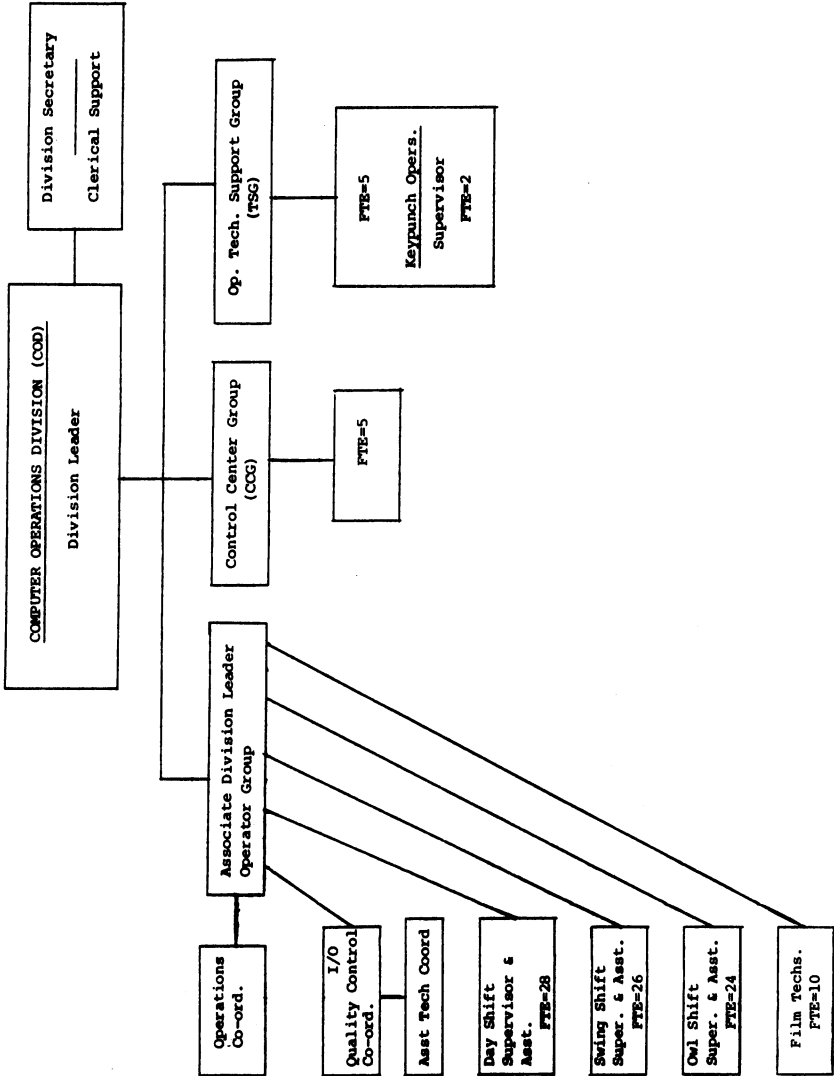 Division Secretary
Clerical Support
COMPUTER OPERATIONS DIVISION (COD)
Division Leader
Op. Tech. Support Group
(TSG)
FTE=5
Keypunch Opers.
Supervisor
FTE=2
Control Center Group
(CCG)
FTE=5
Associate Division Leader
Operator Group
Operations
Co-ord.
I/O
Quality Control
Co-ord.
Asst Tech Coord
Day Shift
Supervisor &
Asst.
FTE=28
Swing Shift
Super. & Asst.
FTE=26
Owl Shift
Super. & Asst.
FTE=24
Film Techs.
FTE=10